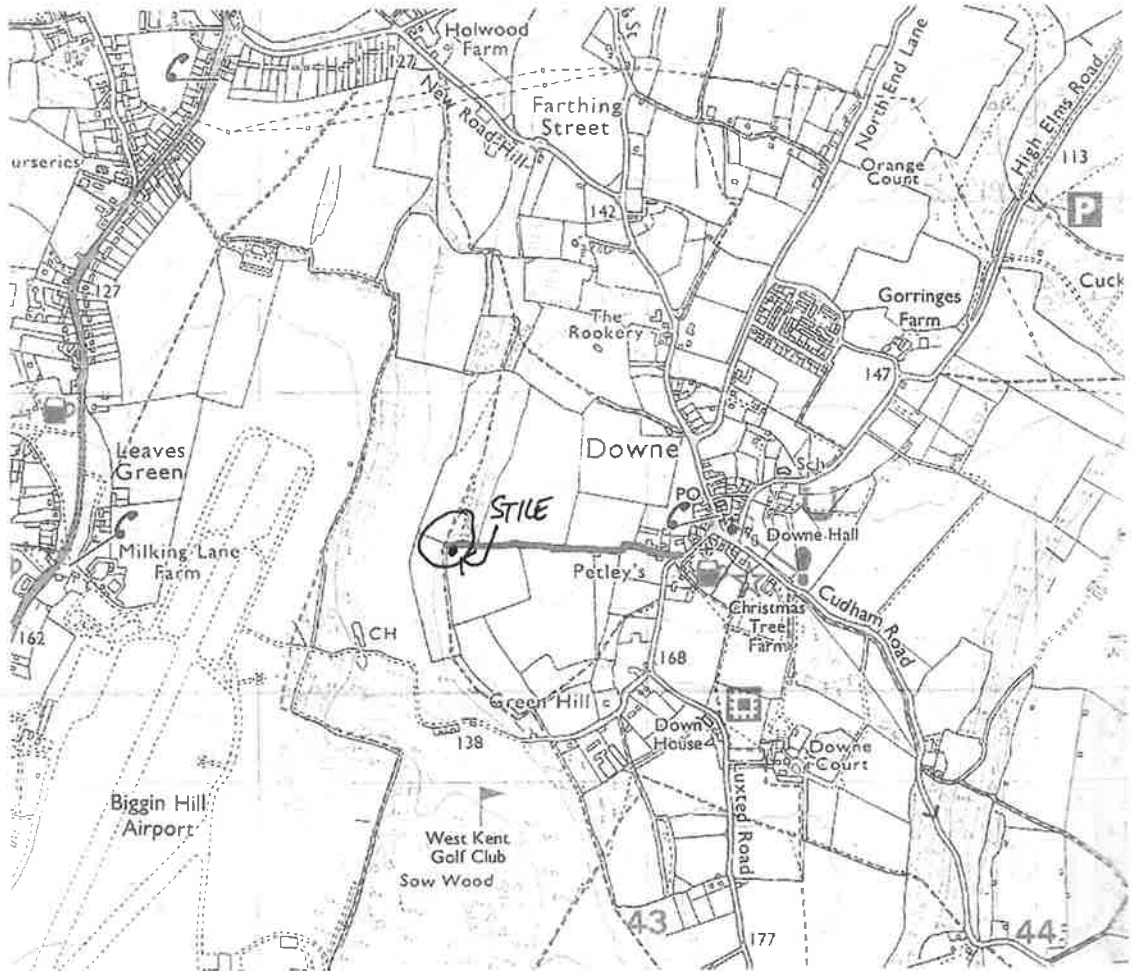 Holwood
Farm
127
New Road Hill
Farthing
Street
North End Lane
High Elms Road
113
P
urseries
Orange
Court
142
127
Cuck
Gorringes
Farm
The
Rookery
147
Leaves
Green
Downe
Sch
PO
STILE
Downe Hall
Milking Lane
Farm
Petley's
Cudham Road
Christmas
Tree
Farm
162
CH
168
Green Hill
138
Down
House
Downe
Court
Biggin Hill
Airport
Luxted Road
West Kent
Golf Club
Sow Wood
43
44
177